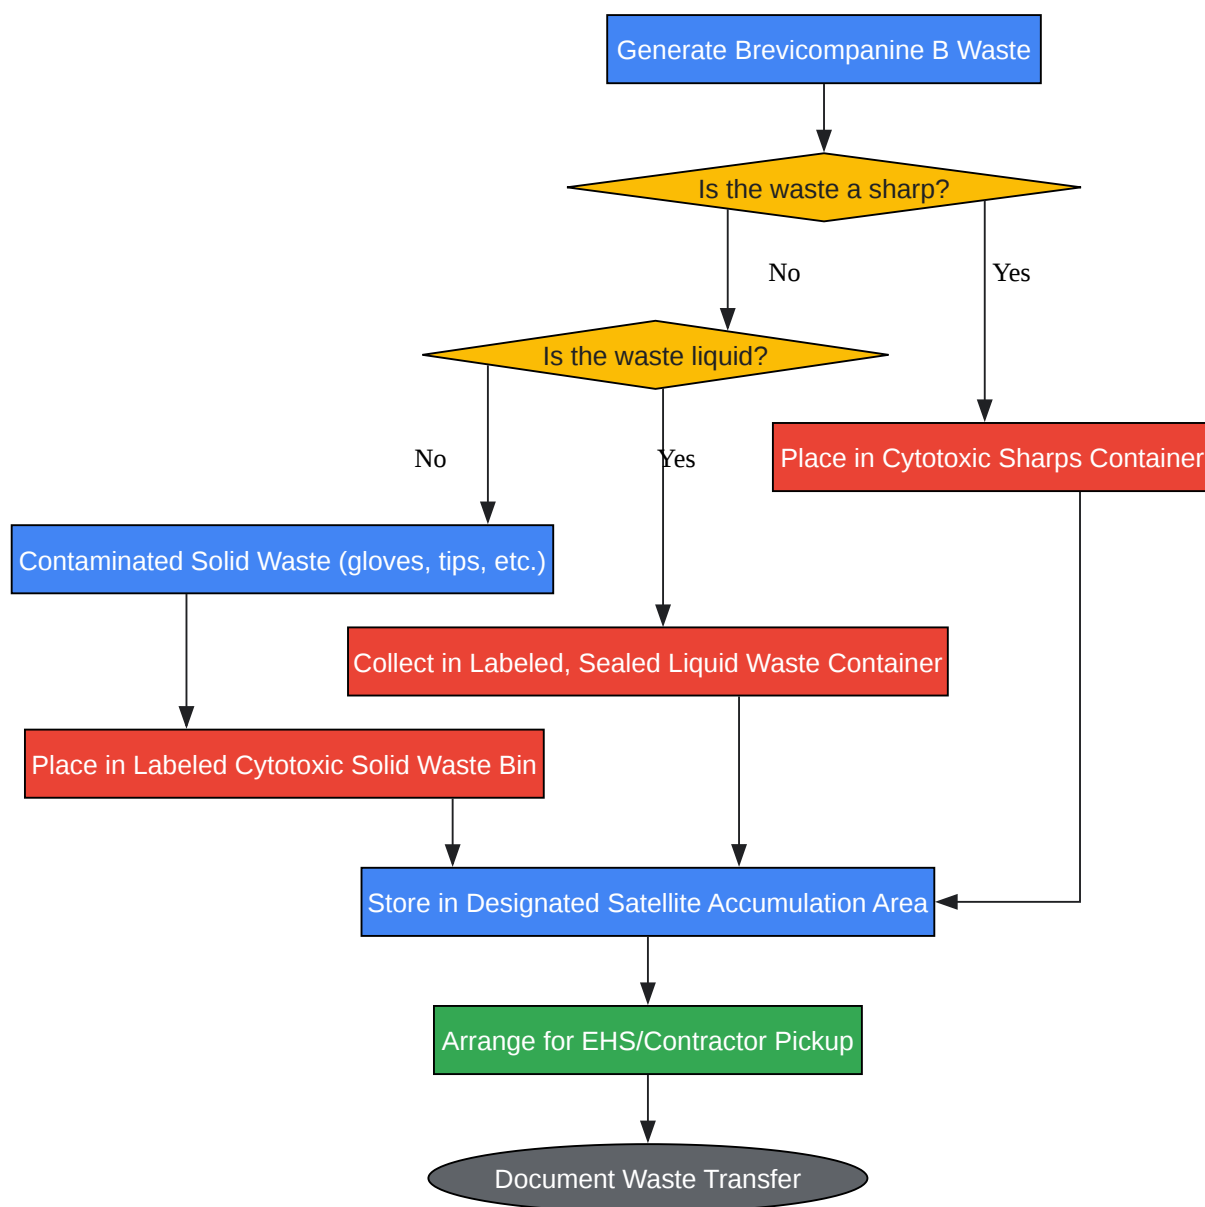 Generate Brevicompanine B Waste
Is the waste a sharp?
No
Yes
Is the waste liquid?
No
Yes
Place in Cytotoxic Sharps Container
Contaminated Solid Waste (gloves, tips, etc.)
Collect in Labeled, Sealed Liquid Waste Container
Place in Labeled Cytotoxic Solid Waste Bin
Store in Designated Satellite Accumulation Area
Arrange for EHS/Contractor Pickup
Document Waste Transfer